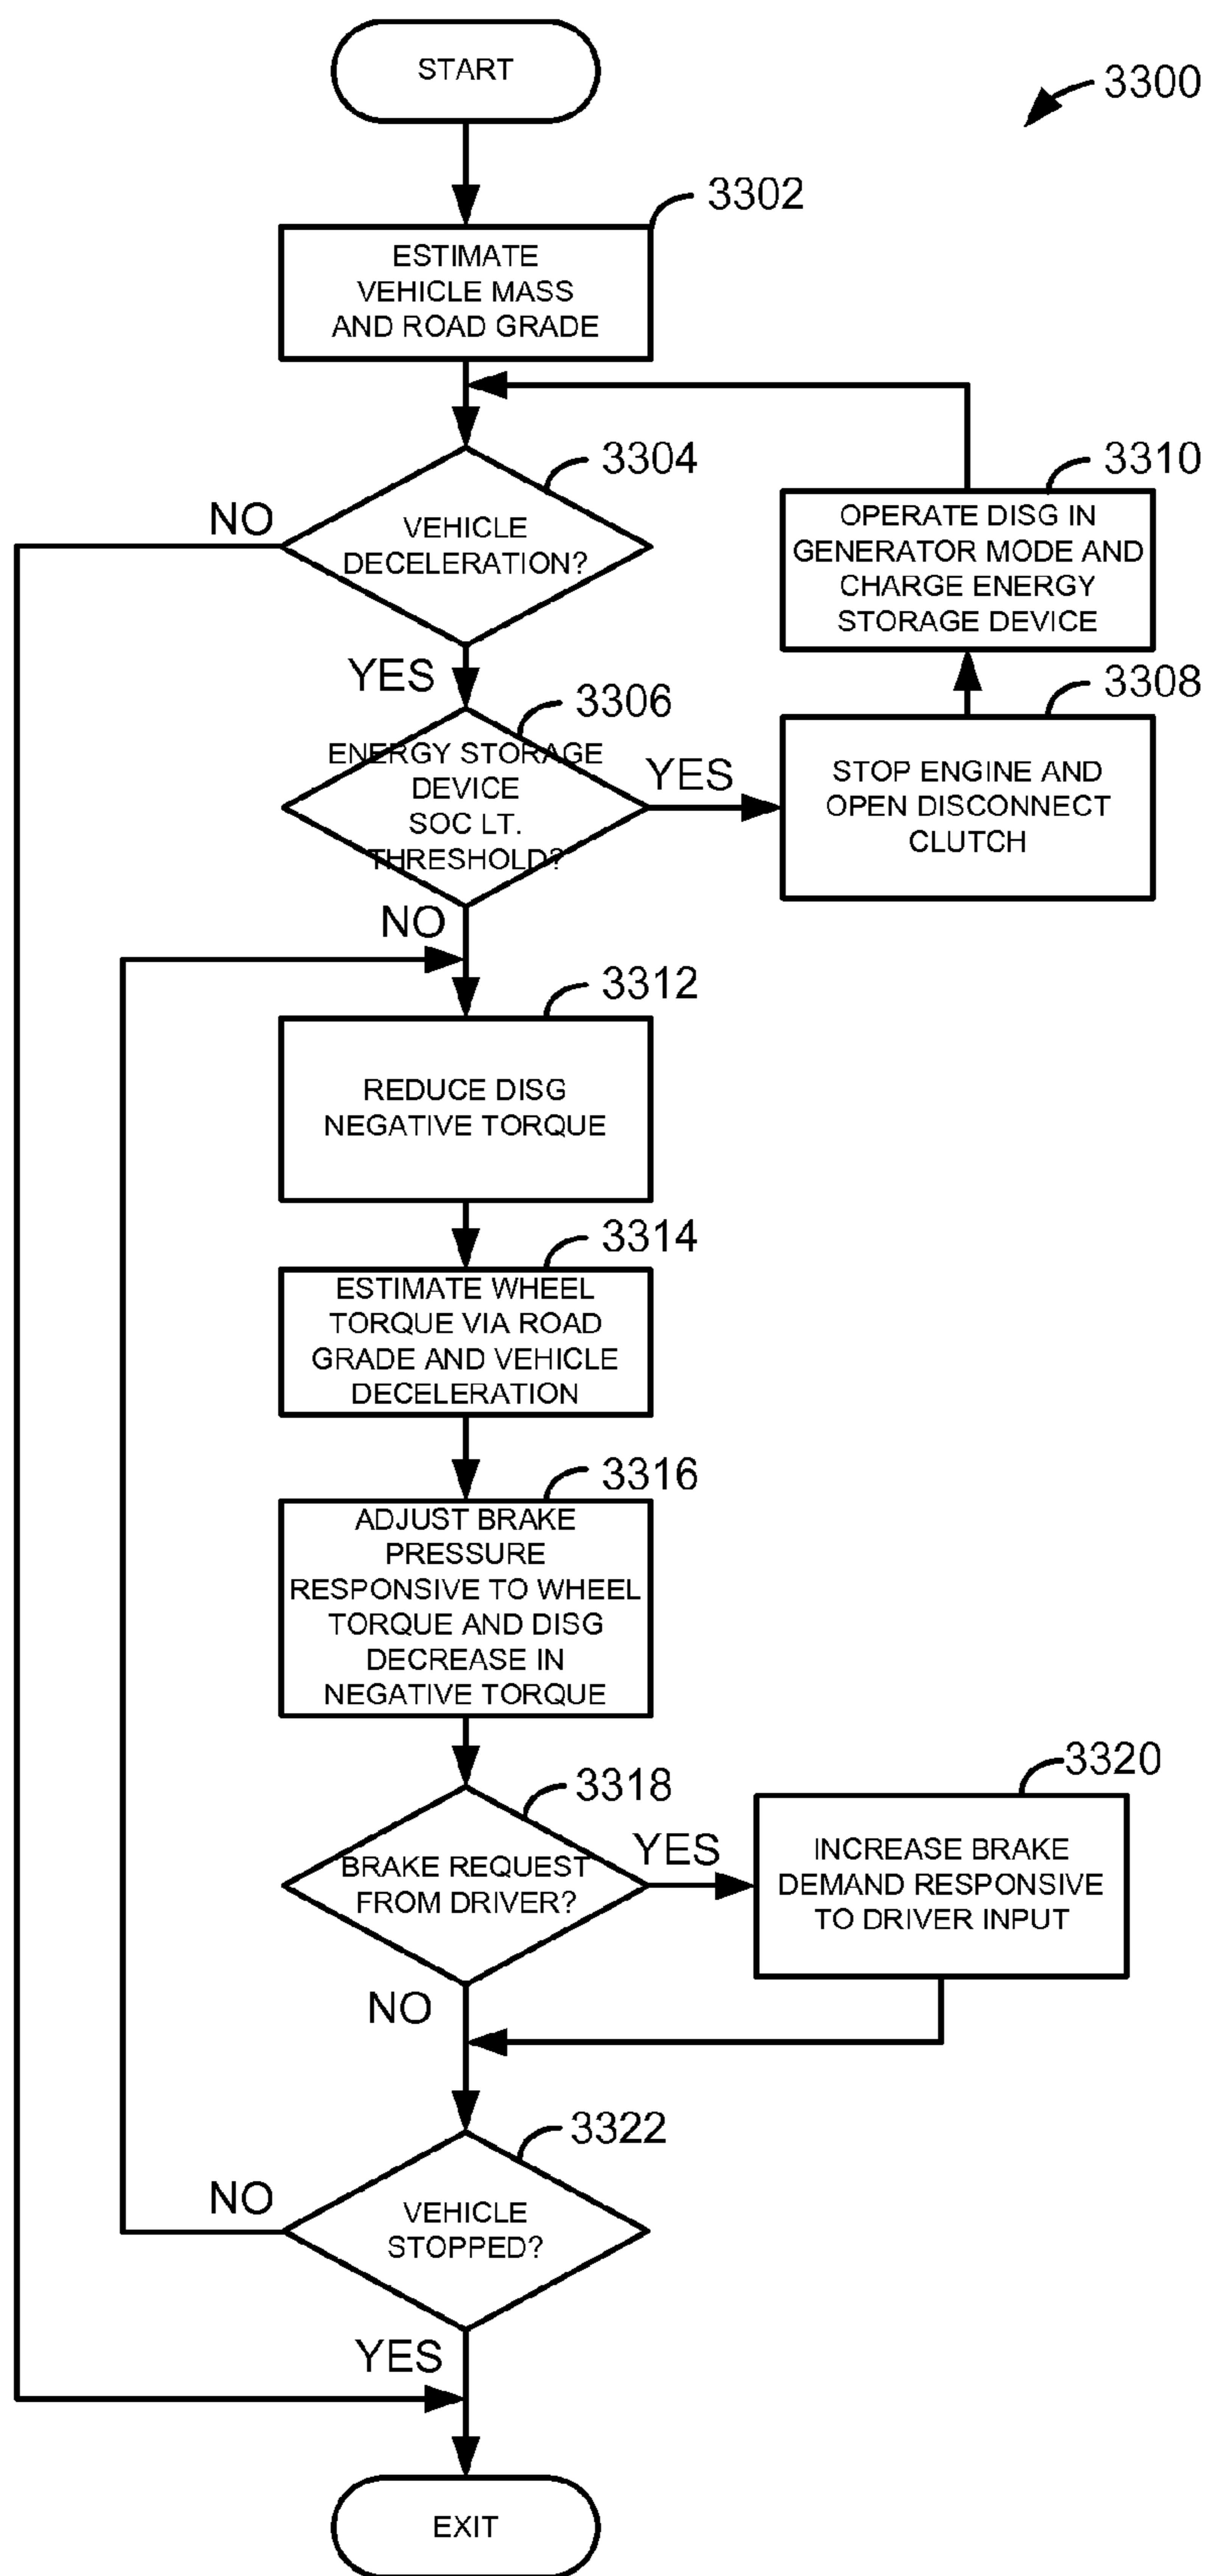 START
3300
3302
ESTIMATE
VEHICLE MASS
AND ROAD GRADE
3304
NO
VEHICLE
DECELERATION?
3310
OPERATE DISG IN
GENERATOR MODE AND
CHARGE ENERGY
STORAGE DEVICE
YES
3306
ENERGY STORAGE
DEVICE
SOC LT.
THRESHOLD?
YES
3308
STOP ENGINE AND
OPEN DISCONNECT
CLUTCH
NO
3312
REDUCE DISG
NEGATIVE TORQUE
3314
ESTIMATE WHEEL
TORQUE VIA ROAD
GRADE AND VEHICLE
DECELERATION
3316
ADJUST BRAKE
PRESSURE
RESPONSIVE TO WHEEL
TORQUE AND DISG
DECREASE IN
NEGATIVE TORQUE
3318
BRAKE REQUEST
FROM DRIVER?
YES
3320
INCREASE BRAKE
DEMAND RESPONSIVE
TO DRIVER INPUT
NO
3322
NO
VEHICLE
STOPPED?
YES
EXIT